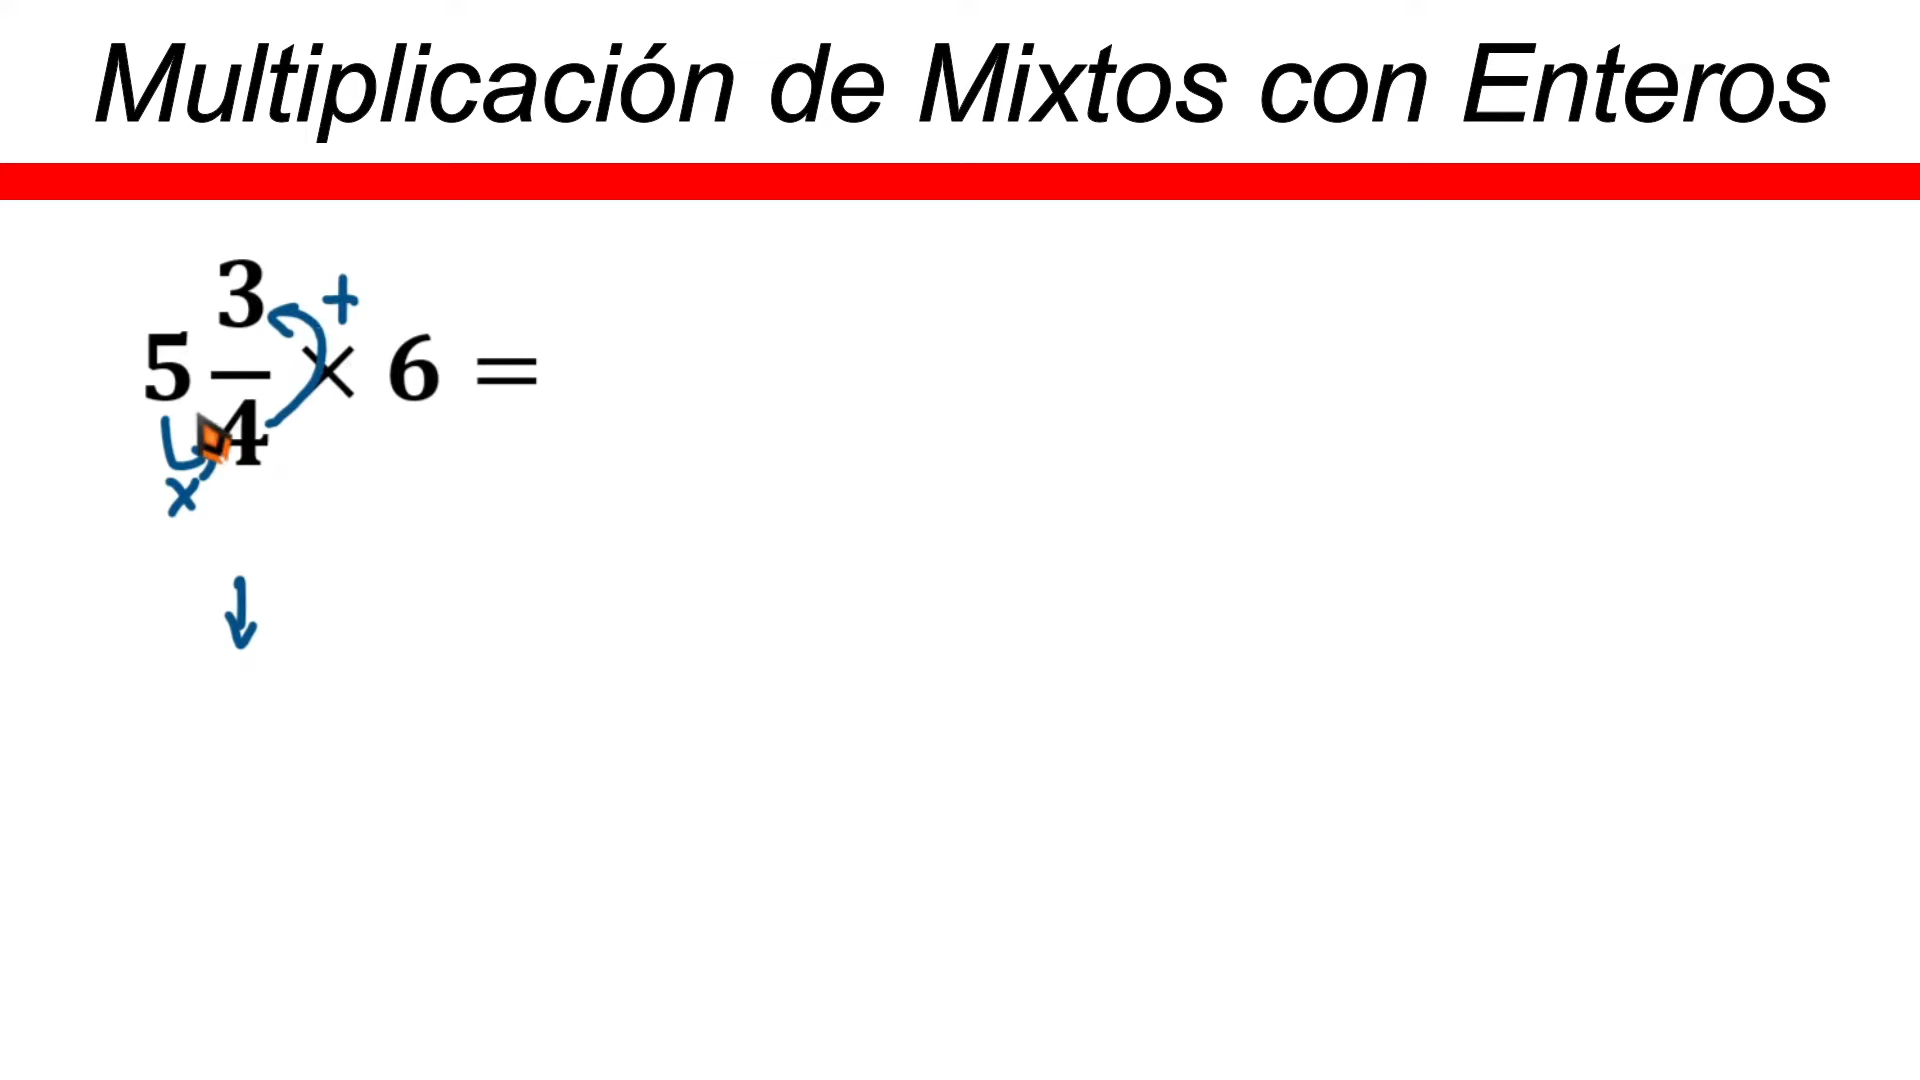 Multiplicación de Mixtos con Enteros
5 3/4 × 6 =
+
x